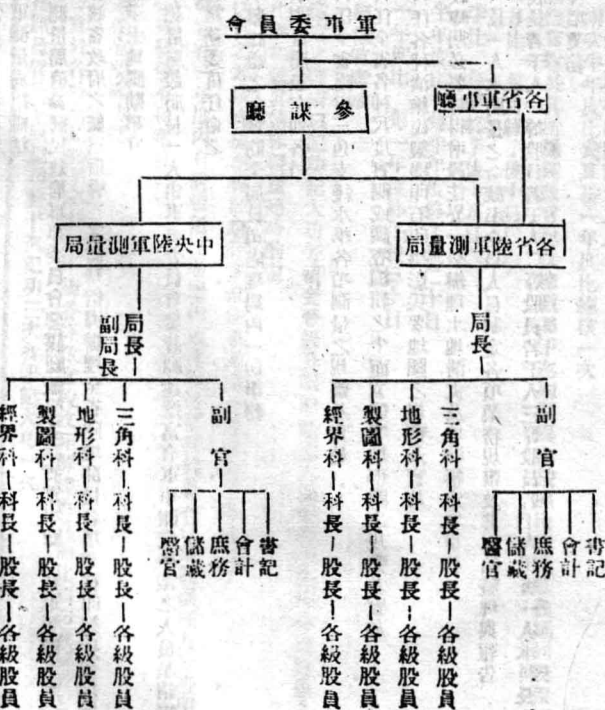 軍事委員會
各省軍事廳
參謀廳
各省陸軍測量局
中央陸軍測量局
局長
副官
書記
會計
庶務
儲藏
醫官
三角科－科長－股長－各級股員
地形科－科長－股長－各級股員
製圖科－科長－股長－各級股員
經界科－科長－股長－各級股員
局長
副局長
副官
書記
會計
庶務
儲藏
醫官
三角科－科長－股長－各級股員
地形科－科長－股長－各級股員
製圖科－科長－股長－各級股員
經界科－科長－股長－各級股員